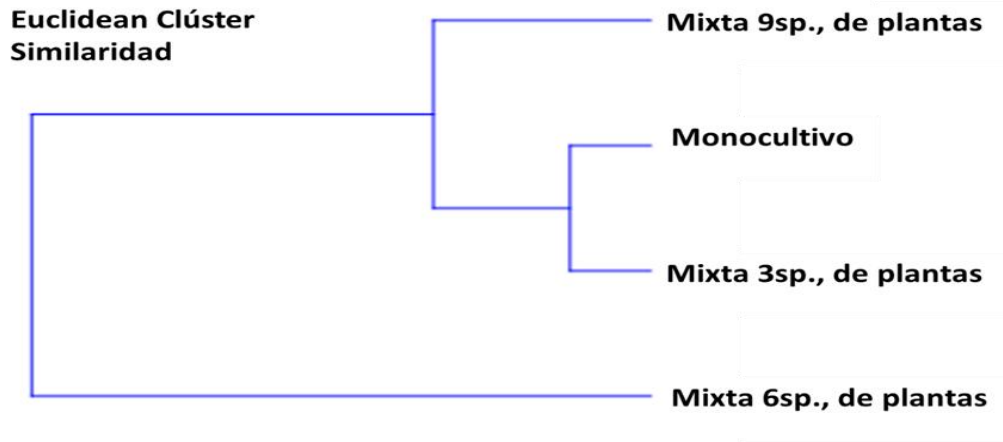 Euclidean Clúster
Similaridad
Mixta 9sp., de plantas
Monocultivo
Mixta 3sp., de plantas
Mixta 6sp., de plantas